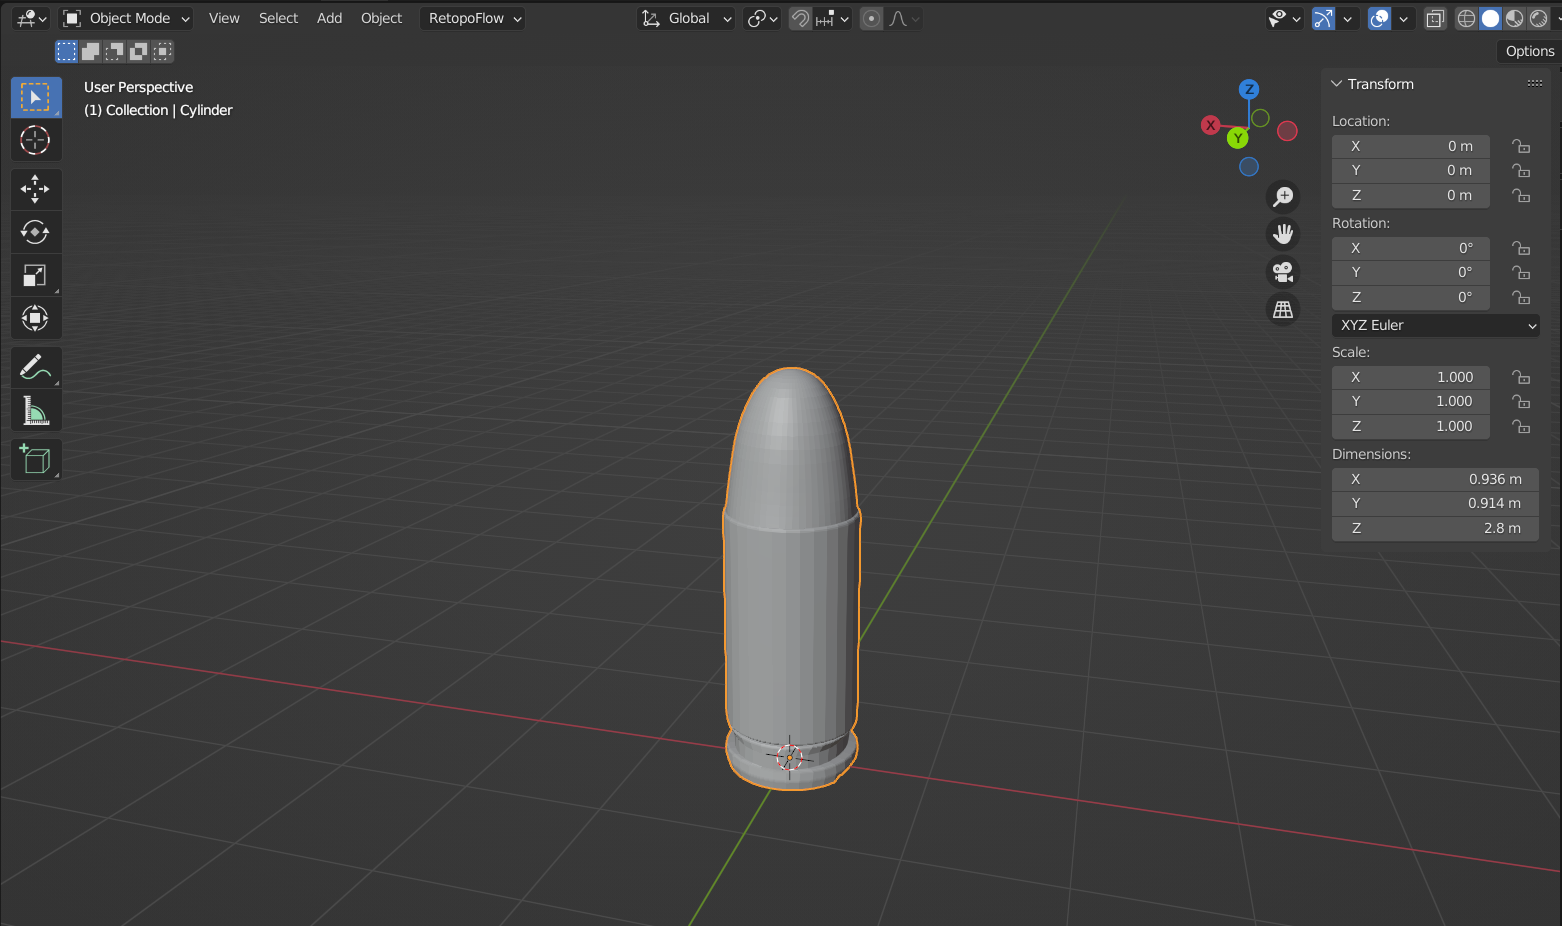 Object Mode View Select Add Object RetopoFlow Global
Options
User Perspective
(1) Collection | Cylinder
Z
X
Y
Transform
Location:
X 0 m
Y 0 m
Z 0 m
Rotation:
X 0°
Y 0°
Z 0°
XYZ Euler
Scale:
X 1.000
Y 1.000
Z 1.000
Dimensions:
X 0.936 m
Y 0.914 m
Z 2.8 m